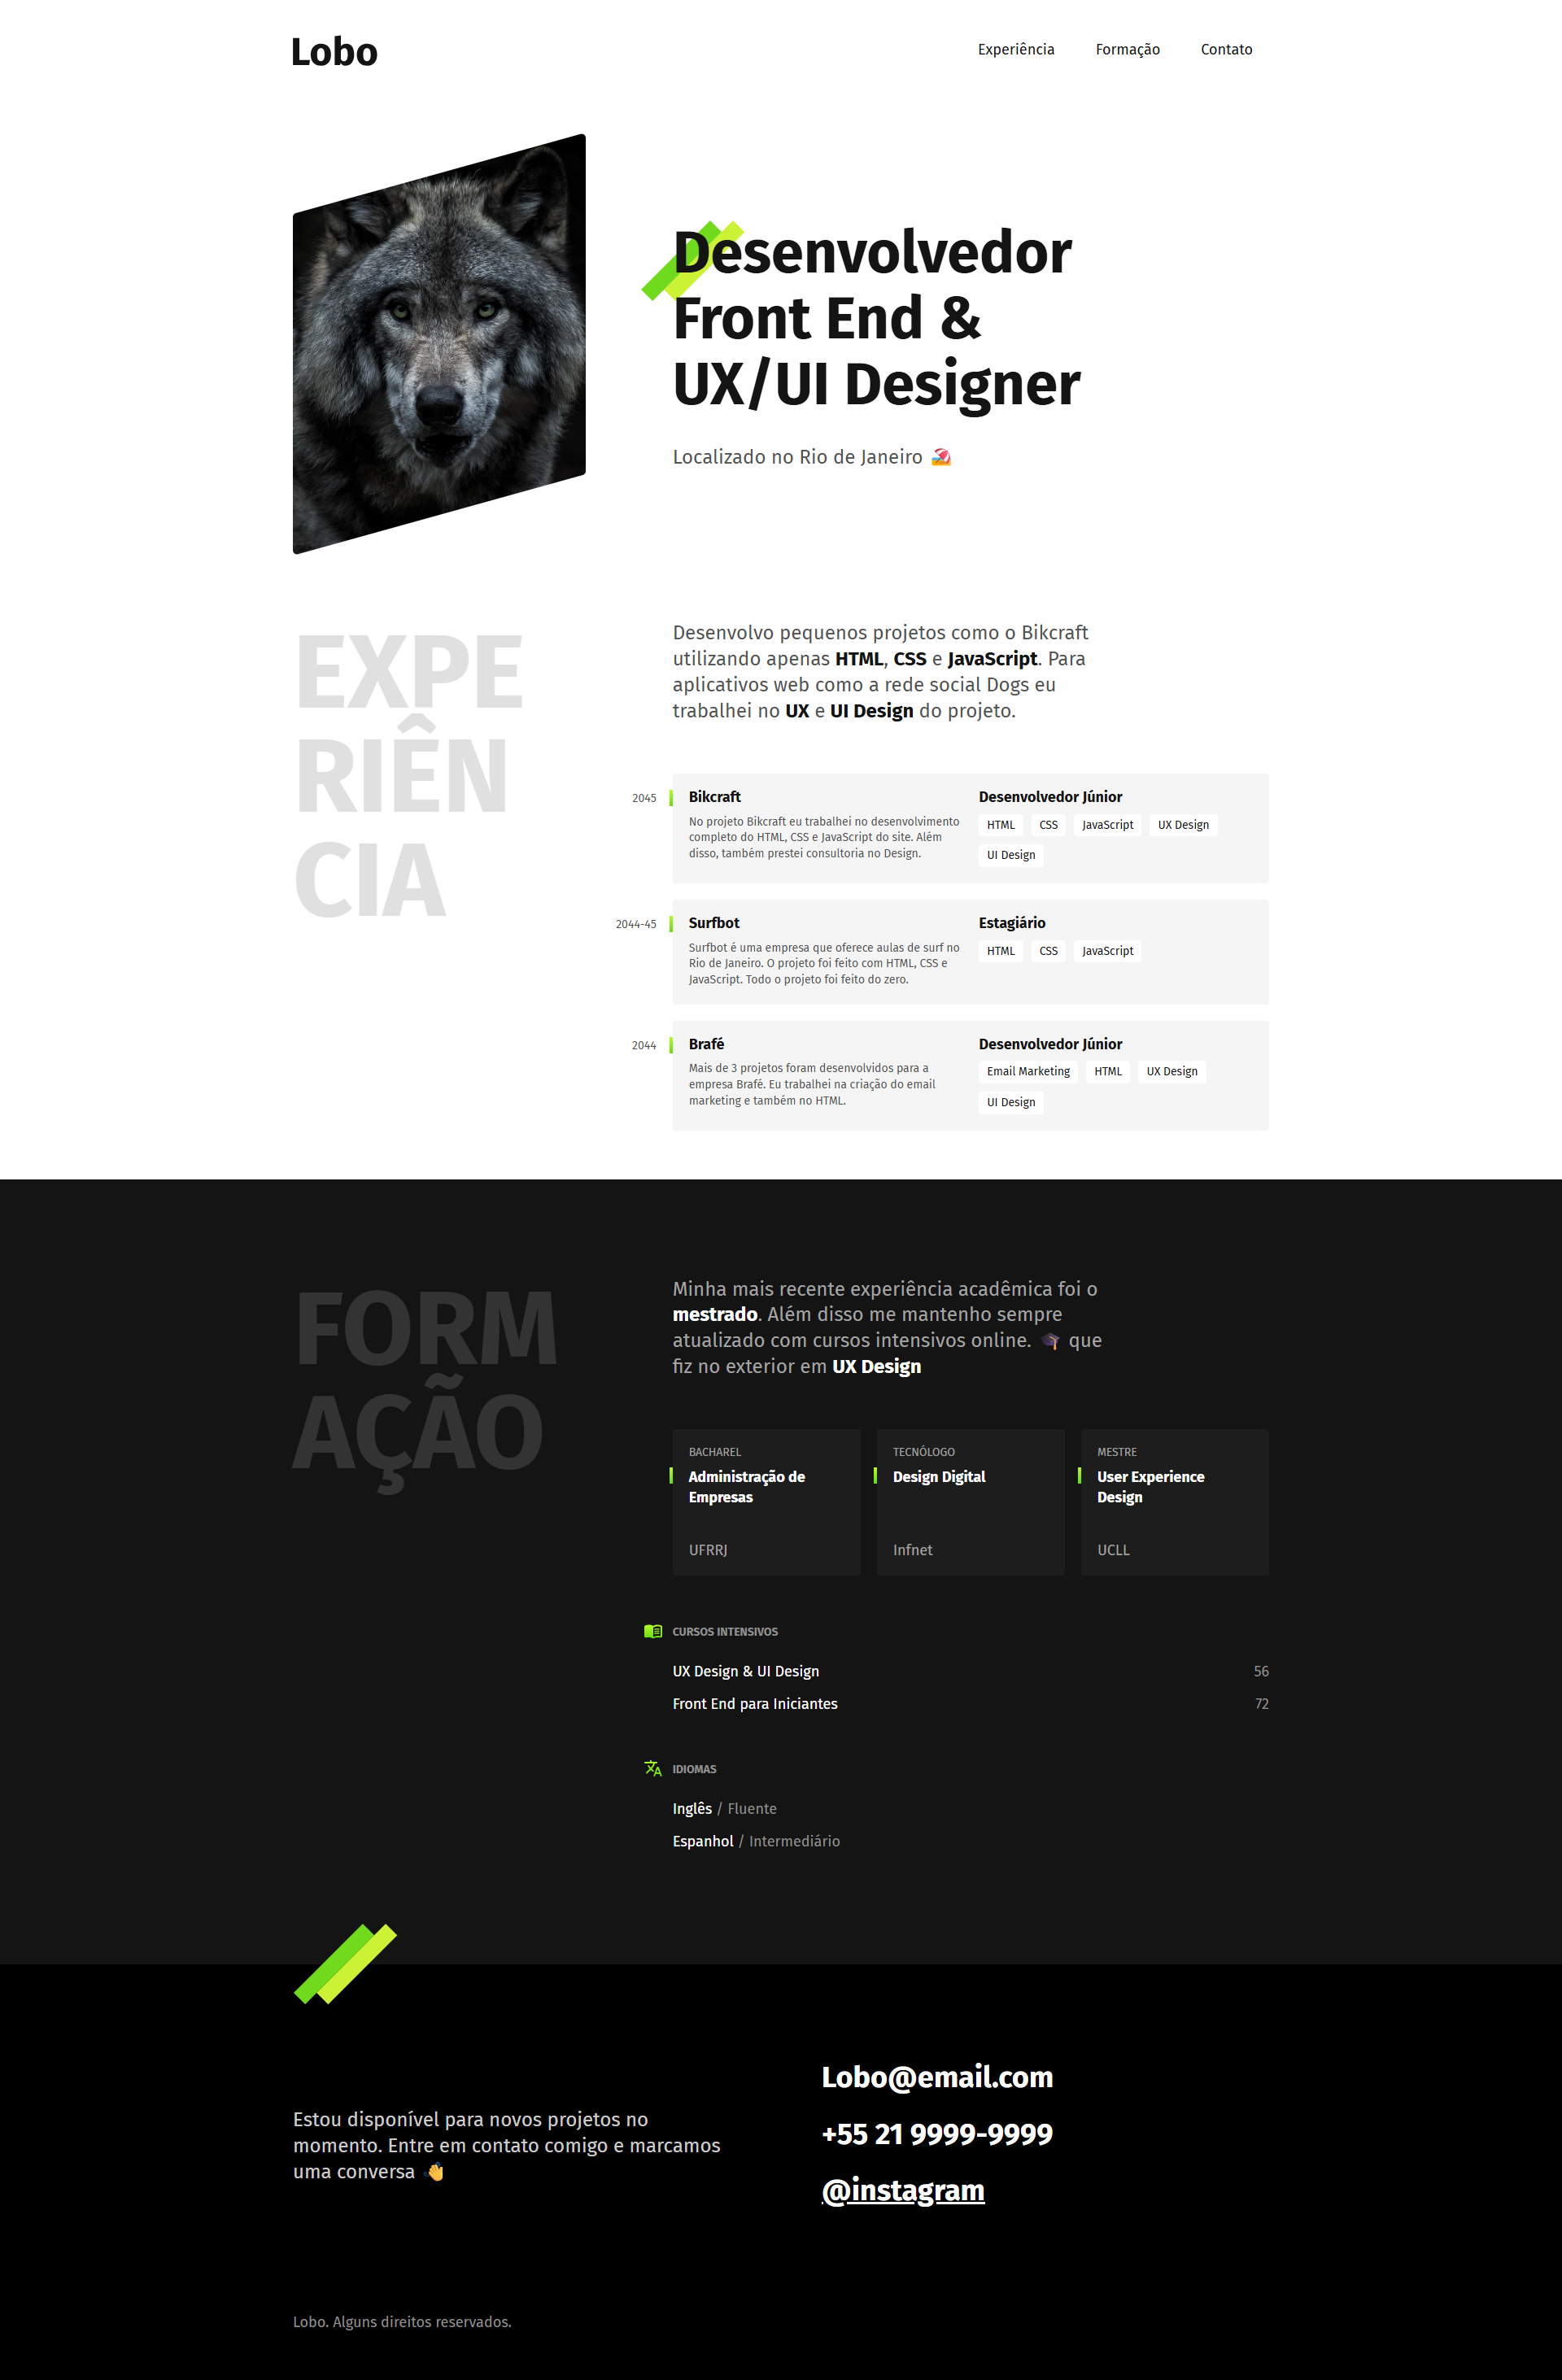 Lobo
Experiência Formação Contato
Desenvolvedor
Front End &
UX/UI Designer
Localizado no Rio de Janeiro 🏖️
EXPE
RIÊN
CIA
Desenvolvo pequenos projetos como o Bikcraft
utilizando apenas HTML, CSS e JavaScript. Para
aplicativos web como a rede social Dogs eu
trabalhei no UX e UI Design do projeto.
2045
Bikcraft
No projeto Bikcraft eu trabalhei no desenvolvimento
completo do HTML, CSS e JavaScript do site. Além
disso, também prestei consultoria no Design.
Desenvolvedor Júnior
HTML CSS JavaScript UX Design
UI Design
2044-45
Surfbot
Surfbot é uma empresa que oferece aulas de surf no
Rio de Janeiro. O projeto foi feito com HTML, CSS e
JavaScript. Todo o projeto foi feito do zero.
Estagiário
HTML CSS JavaScript
2044
Brafé
Mais de 3 projetos foram desenvolvidos para a
empresa Brafé. Eu trabalhei na criação do email
marketing e também no HTML.
Desenvolvedor Júnior
Email Marketing HTML UX Design
UI Design
FORM
AÇÃO
Minha mais recente experiência acadêmica foi o
mestrado. Além disso me mantenho sempre
atualizado com cursos intensivos online. 🎓 que
fiz no exterior em UX Design
BACHAREL
Administração de
Empresas
UFRRJ
TECNÓLOGO
Design Digital
Infnet
MESTRE
User Experience
Design
UCLL
CURSOS INTENSIVOS
UX Design & UI Design 56
Front End para Iniciantes 72
IDIOMAS
Inglês / Fluente
Espanhol / Intermediário
Estou disponível para novos projetos no
momento. Entre em contato comigo e marcamos
uma conversa 👋
Lobo@email.com
+55 21 9999-9999
@instagram
Lobo. Alguns direitos reservados.